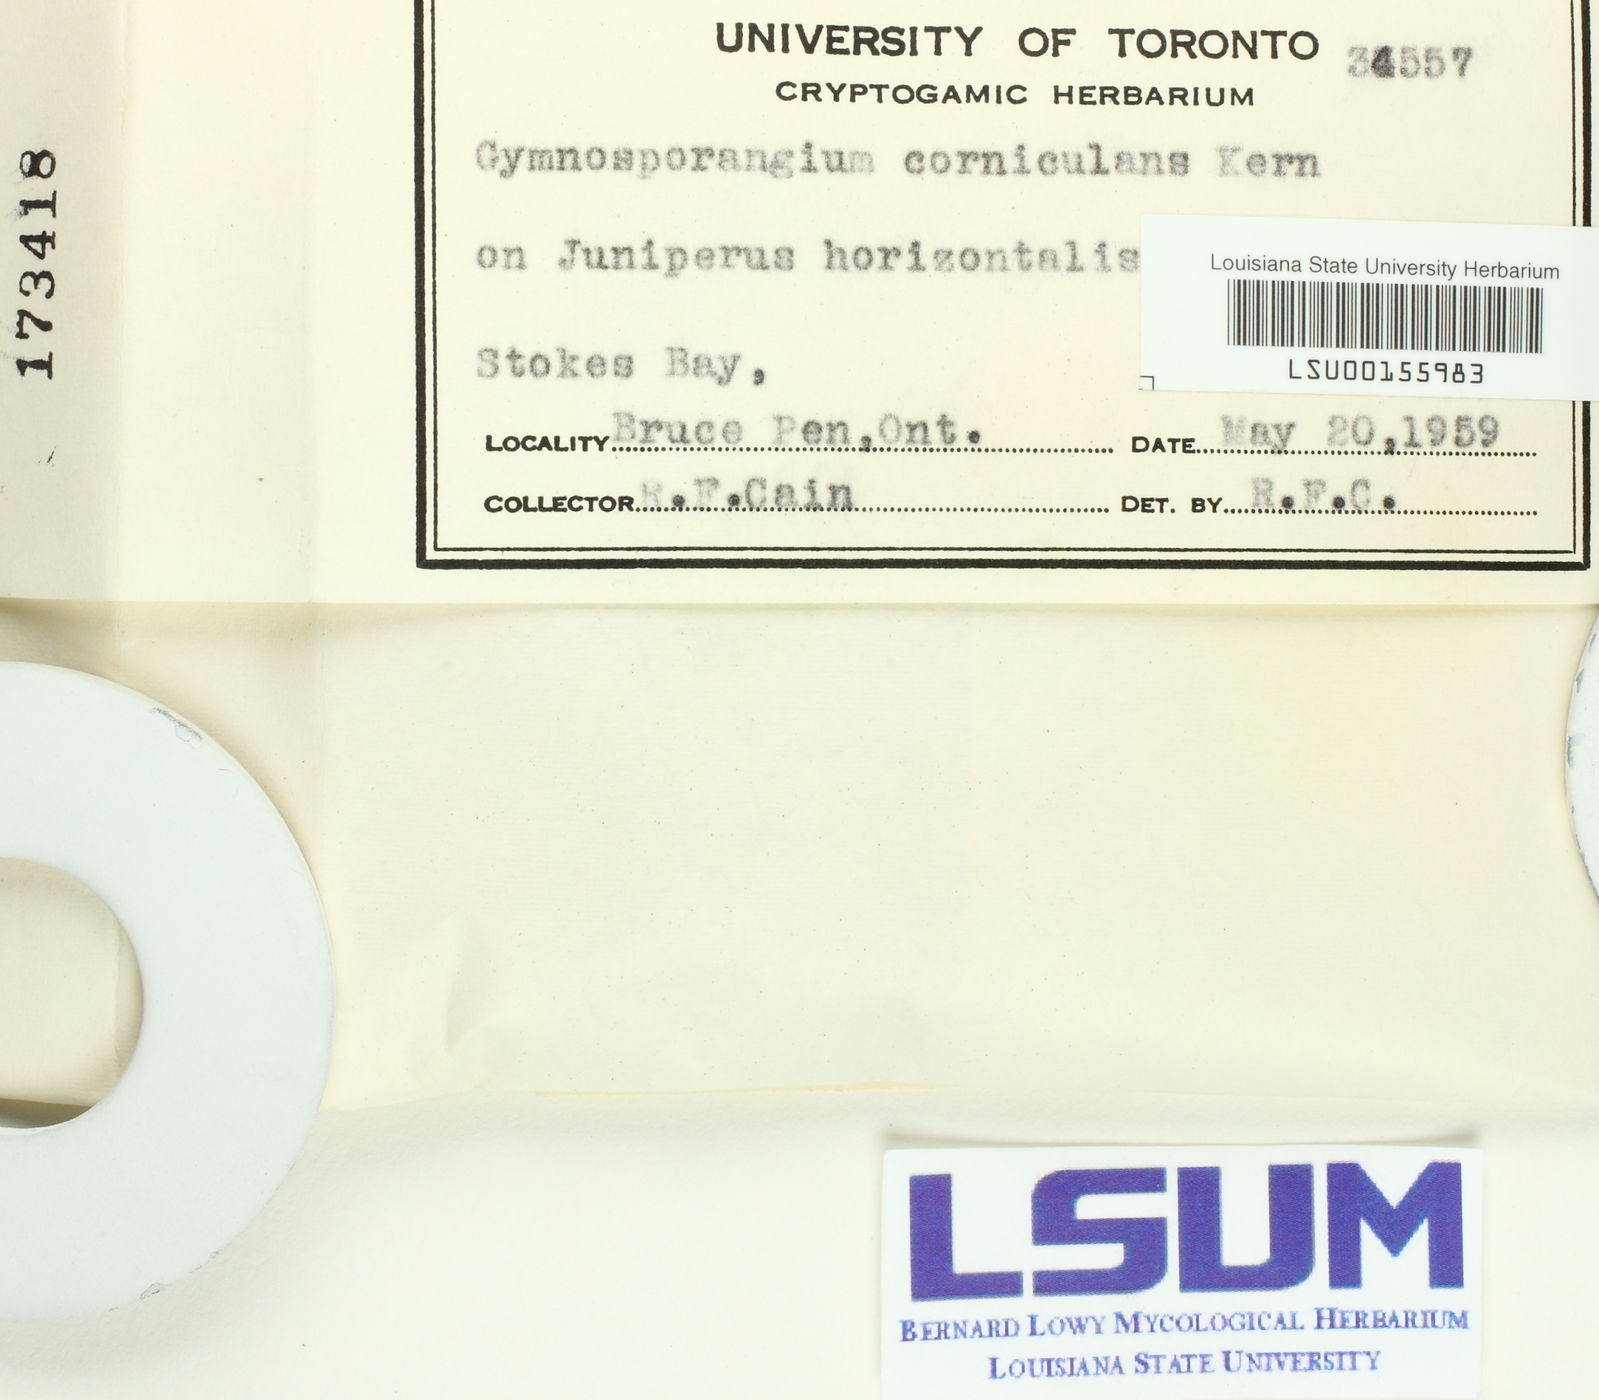 UNIVERSITY OF TORONTO 34557
CRYPTOGAMIC HERBARIUM
Gymnosporangium corniculans Kern
on Juniperus horizontalis
Louisiana State University Herbarium
LSU00155983
Stokes Bay,
LOCALITY Bruce Pen,Ont. DATE May 20,1959
COLLECTOR R.F.Cain DET. BY R.F.C.
173418
LSUM
BERNARD LOWY MYCOLOGICAL HERBARIUM
LOUISIANA STATE UNIVERSITY